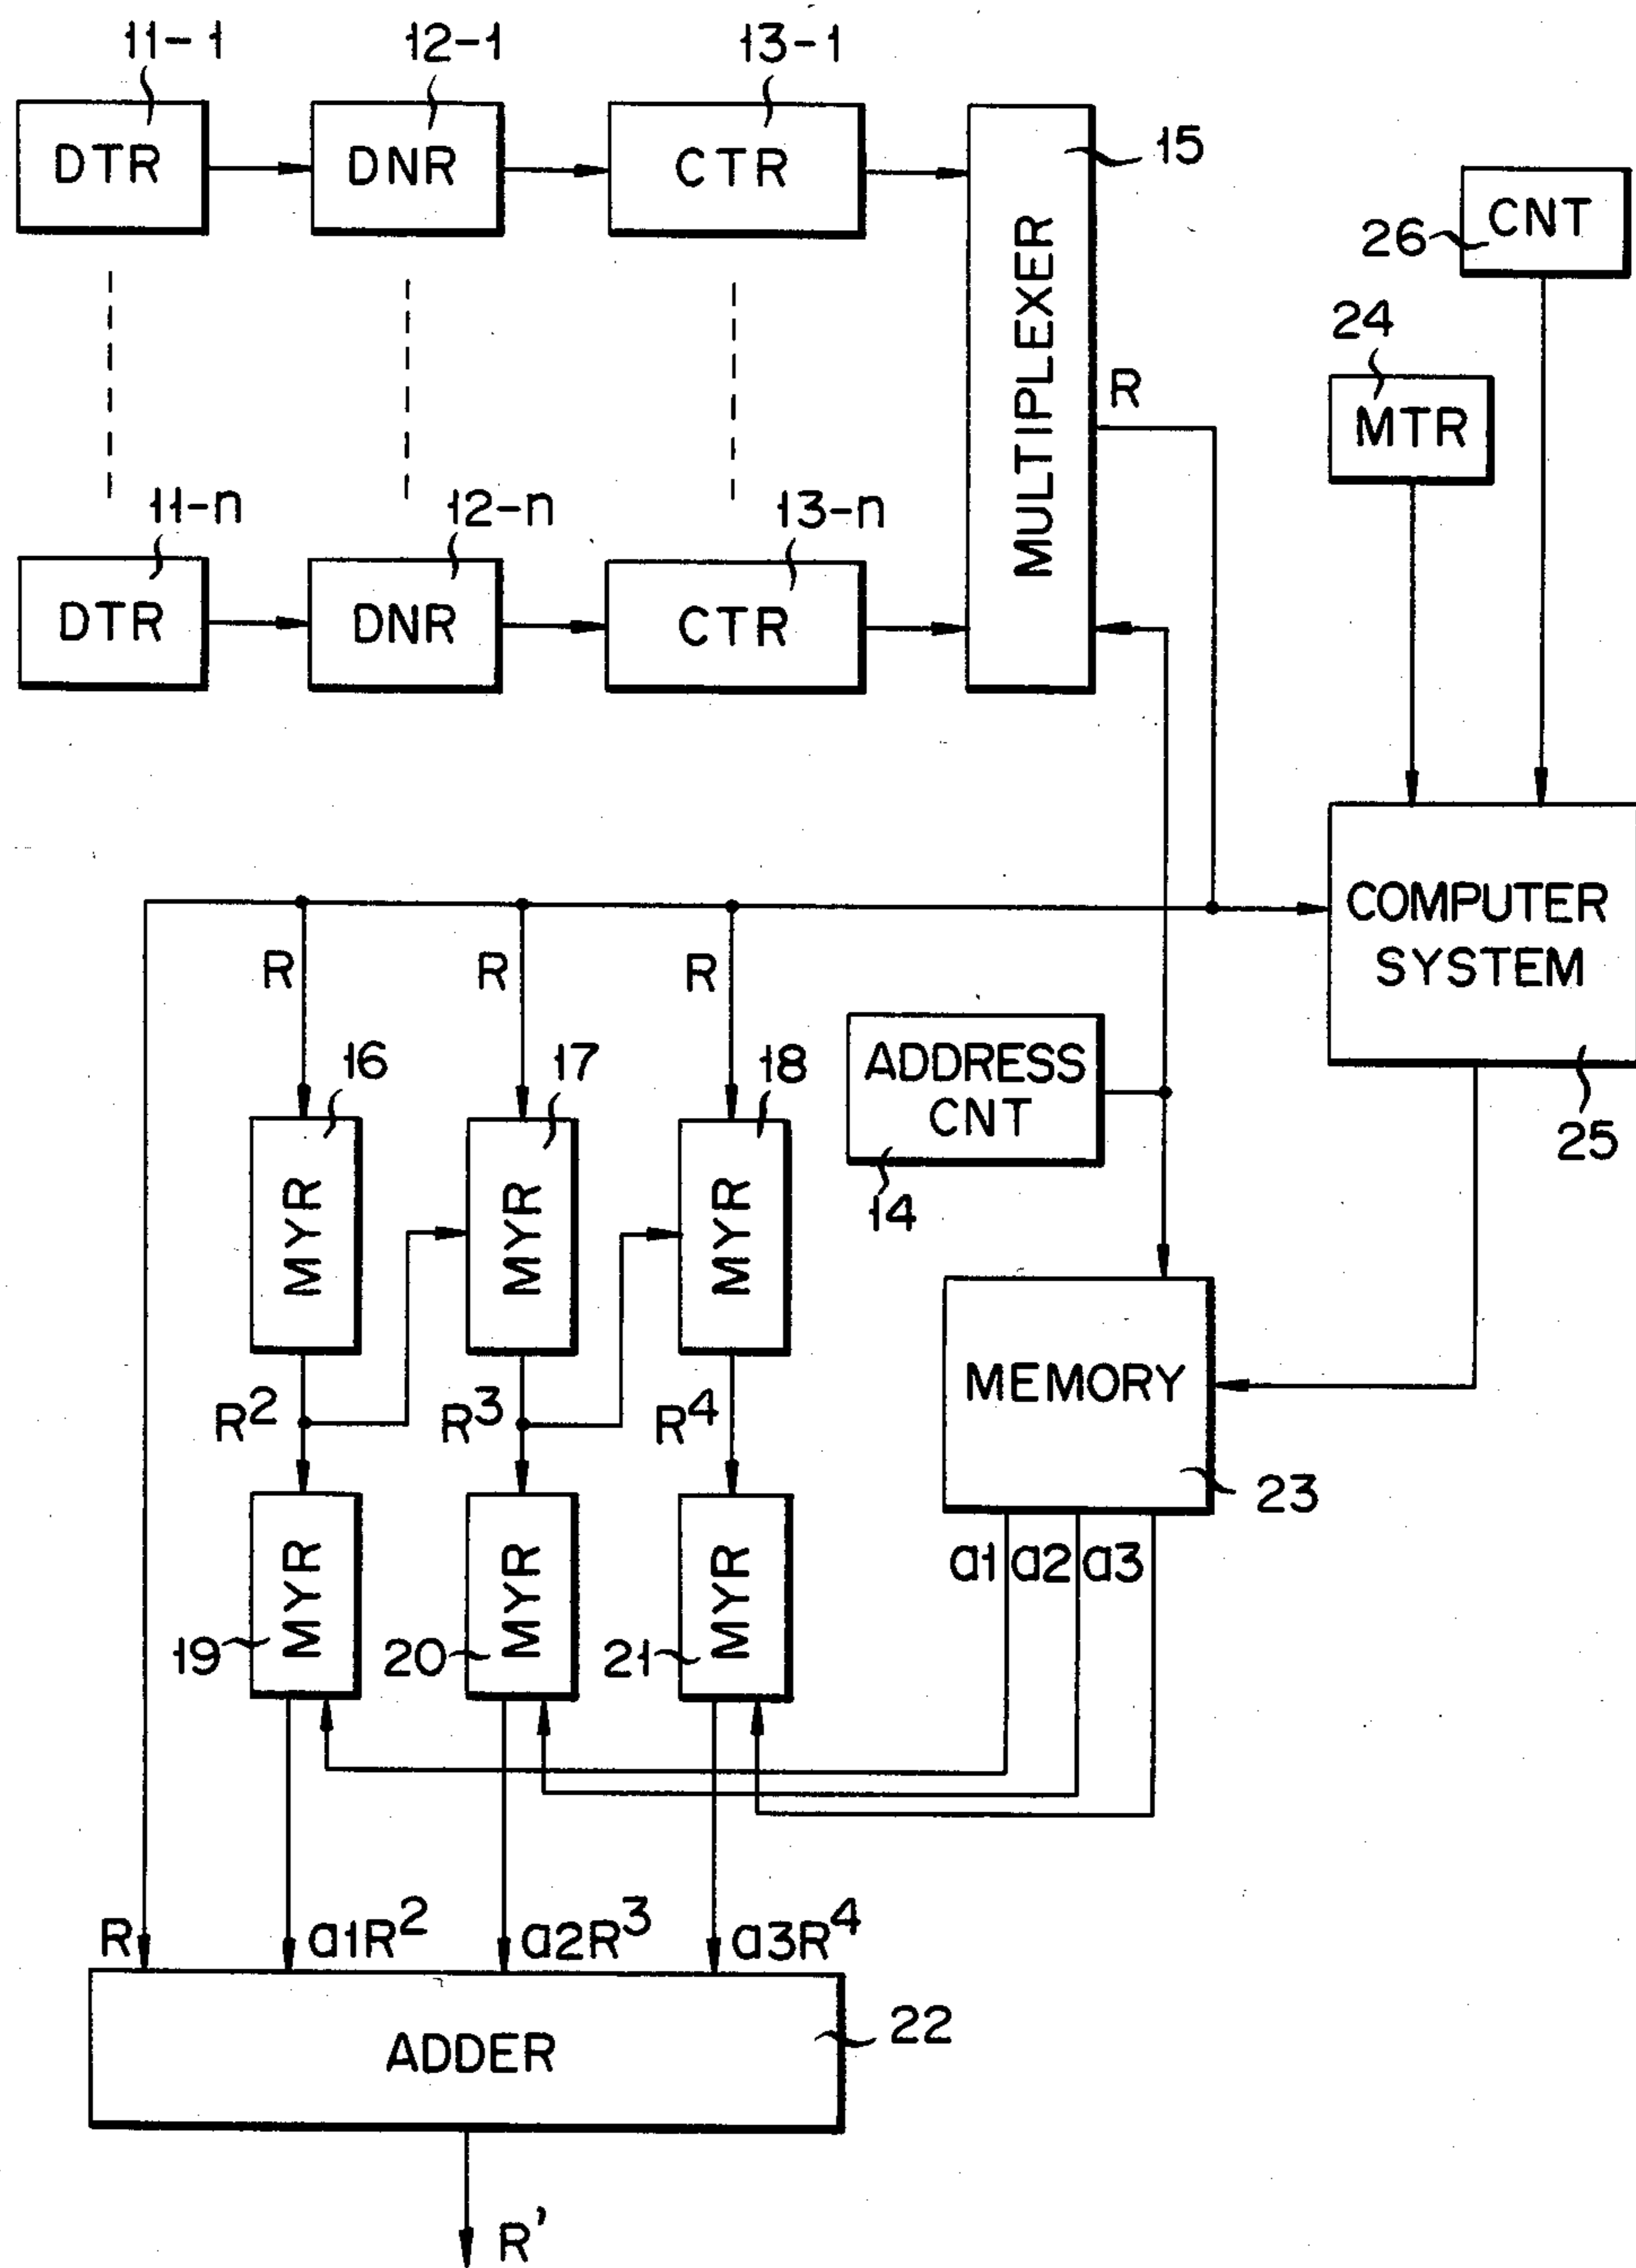 11-1
12-1
13-1
DTR
DNR
CTR
15
MULTIPLEXER
CNT
26
24
MTR
R
11-n
12-n
13-n
DTR
DNR
CTR
COMPUTER
SYSTEM
25
R
R
R
16
17
18
ADDRESS
CNT
14
MYR
MYR
MYR
MEMORY
23
R²
R³
R⁴
a1
a2
a3
MYR
MYR
MYR
19
20
21
R
a1R²
a2R³
a3R⁴
ADDER
22
R'